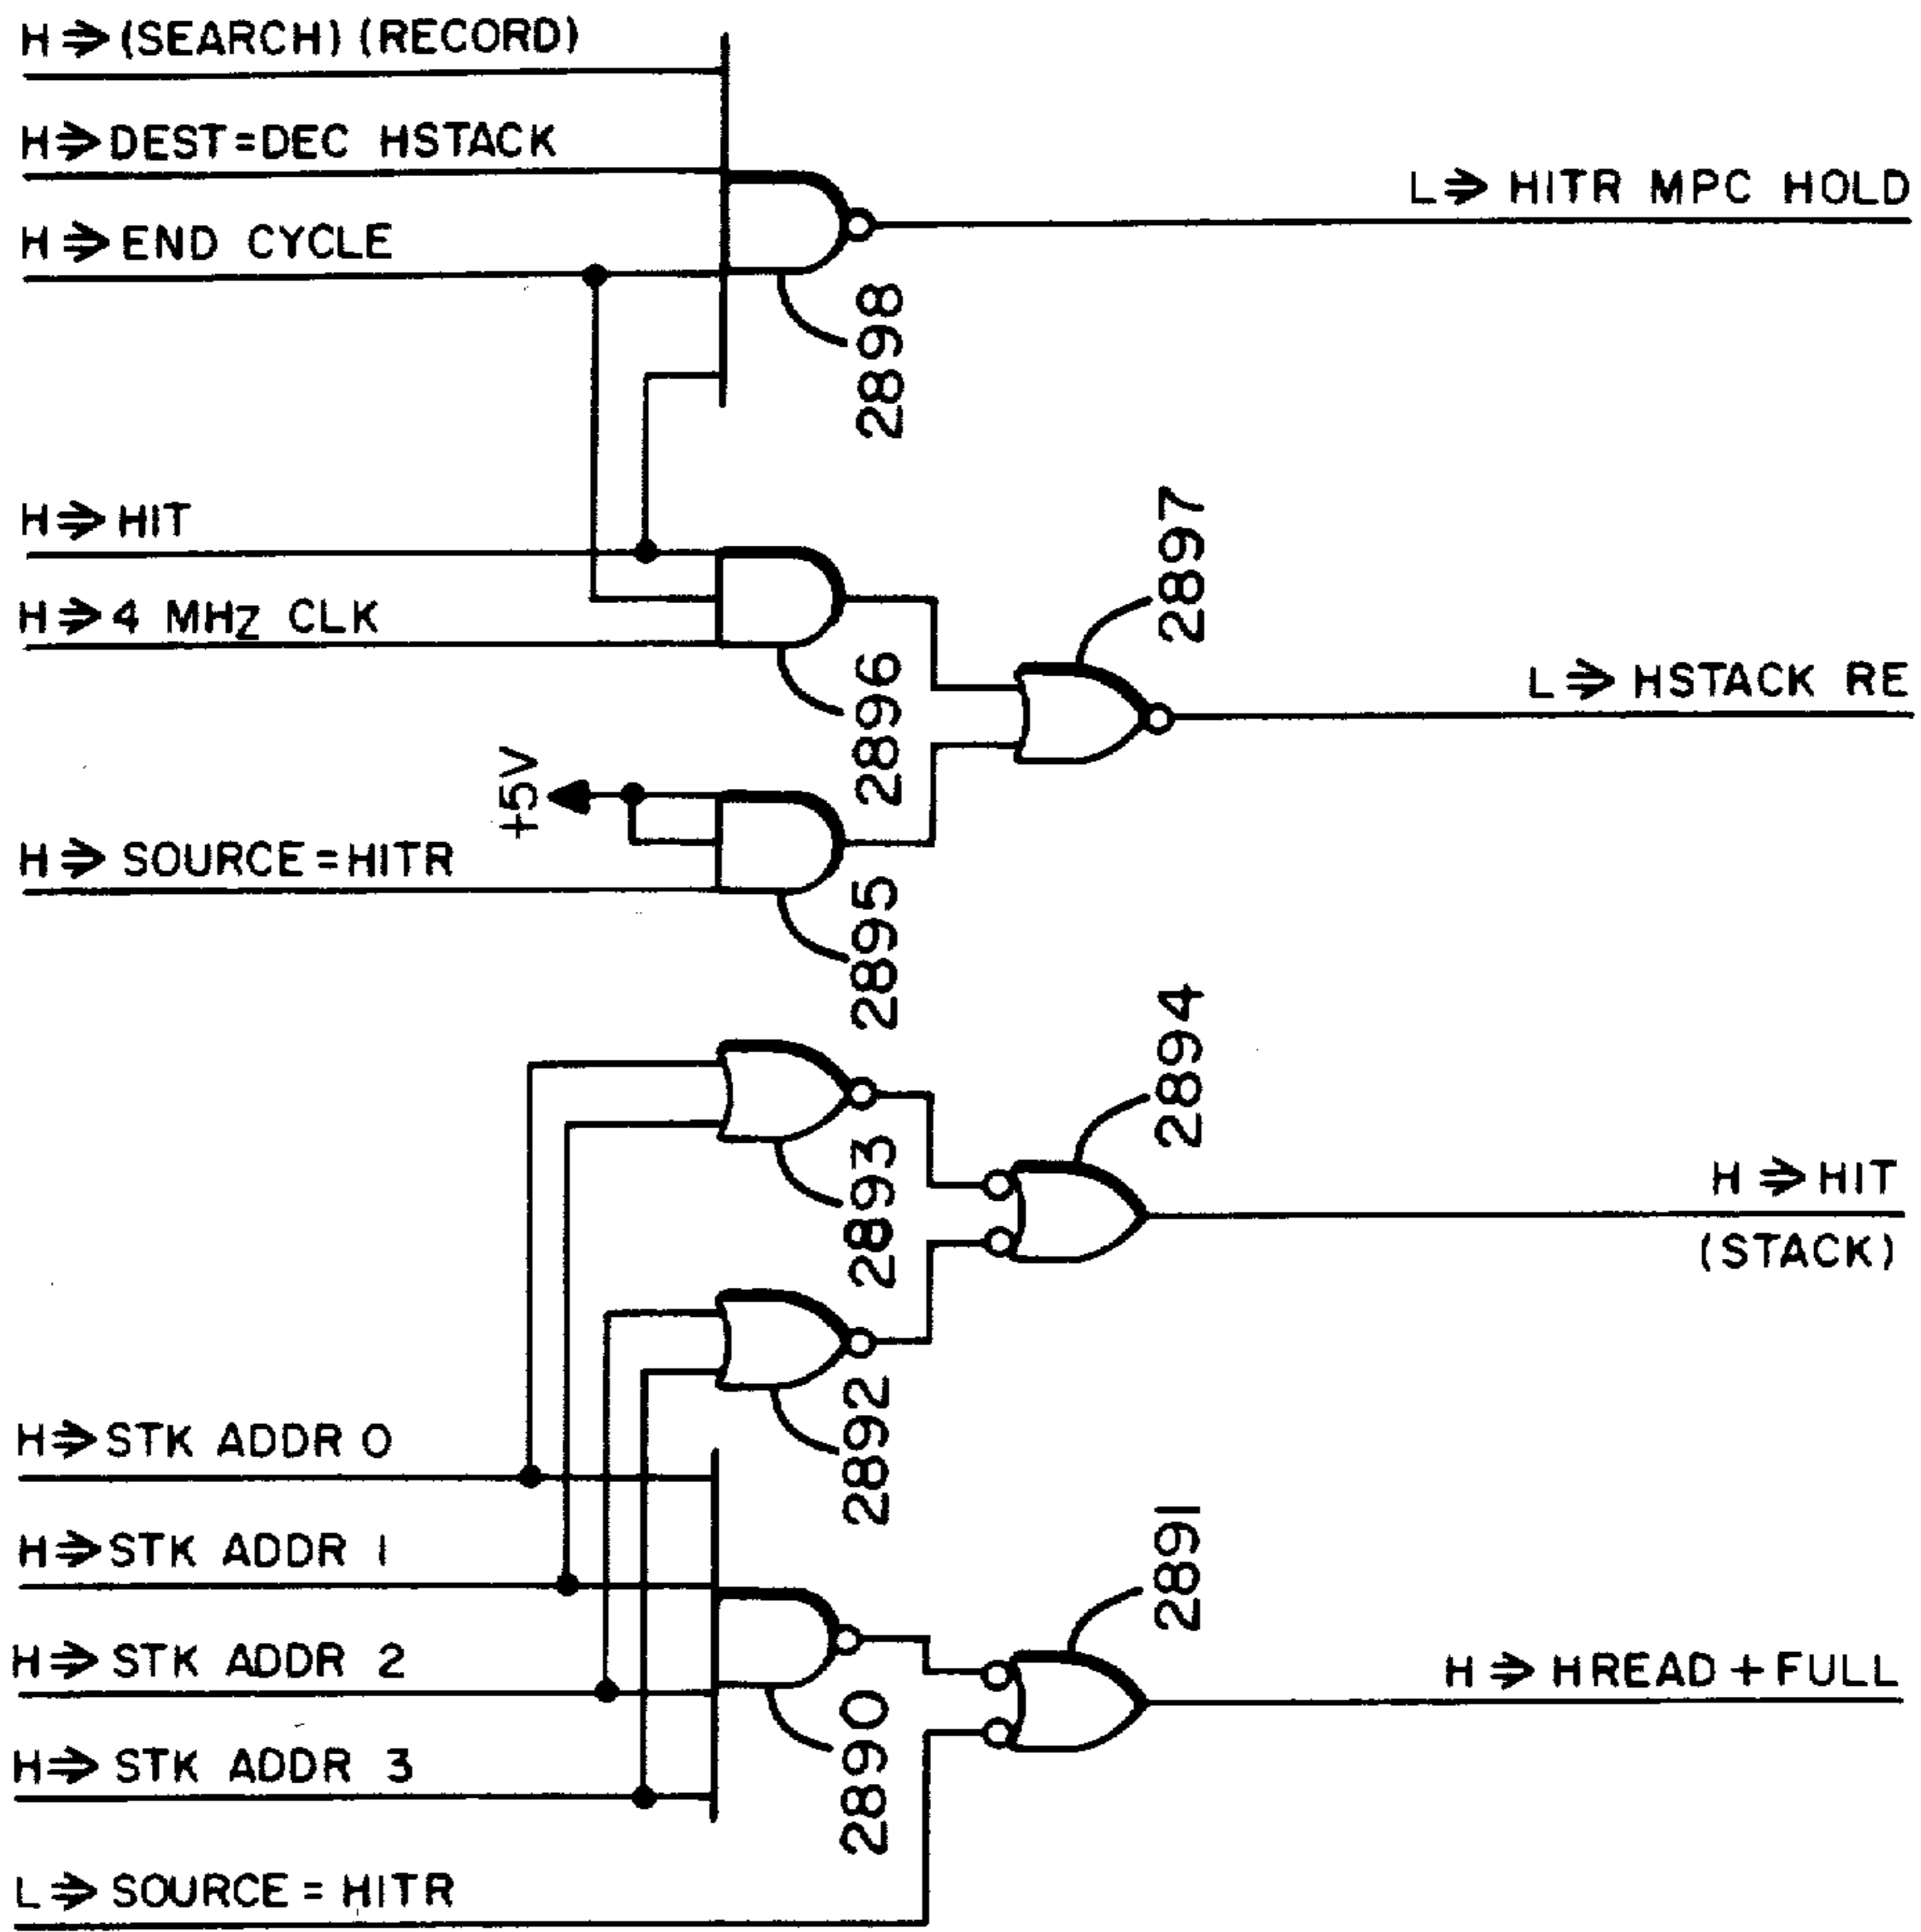 H⇒(SEARCH)(RECORD)
H⇒DEST=DEC HSTACK
L⇒ HITR MPC HOLD
H⇒END CYCLE
2898
H⇒HIT
2897
H⇒4 MHZ CLK
2896
L⇒ HSTACK RE
+5V
H⇒ SOURCE=HITR
2895
2894
2893
H⇒HIT
(STACK)
2892
H⇒STK ADDR 0
H⇒STK ADDR 1
2891
H⇒ STK ADDR 2
H⇒ HREAD+FULL
2890
H⇒ STK ADDR 3
L⇒ SOURCE= HITR